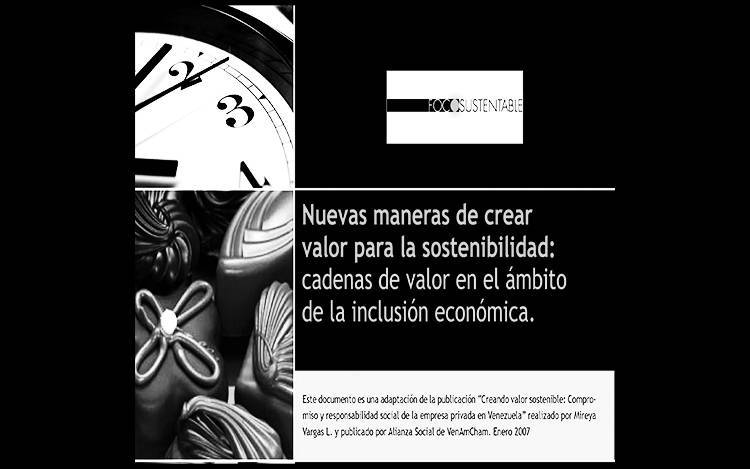 2
3
FOCOSUSTENTABLE
Nuevas maneras de crear
valor para la sostenibilidad:
cadenas de valor en el ámbito
de la inclusión económica.
Este documento es una adaptación de la publicación "Creando valor sostenible: Compro-
miso y responsabilidad social de la empresa privada en Venezuela" realizado por Mireya
Vargas L. y publicado por Alianza Social de VenAmCham. Enero 2007